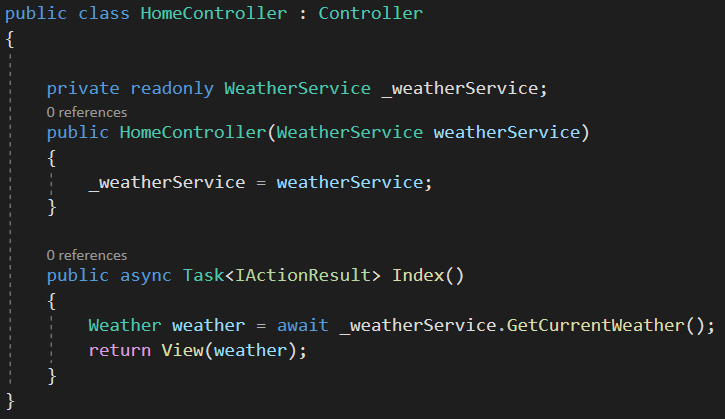 public class HomeController : Controller
{
private readonly WeatherService _weatherService;
0 references
public HomeController(WeatherService weatherService)
{
_weatherService = weatherService;
}
0 references
public async Task<IActionResult> Index()
{
Weather weather = await _weatherService.GetCurrentWeather();
return View(weather);
}
}